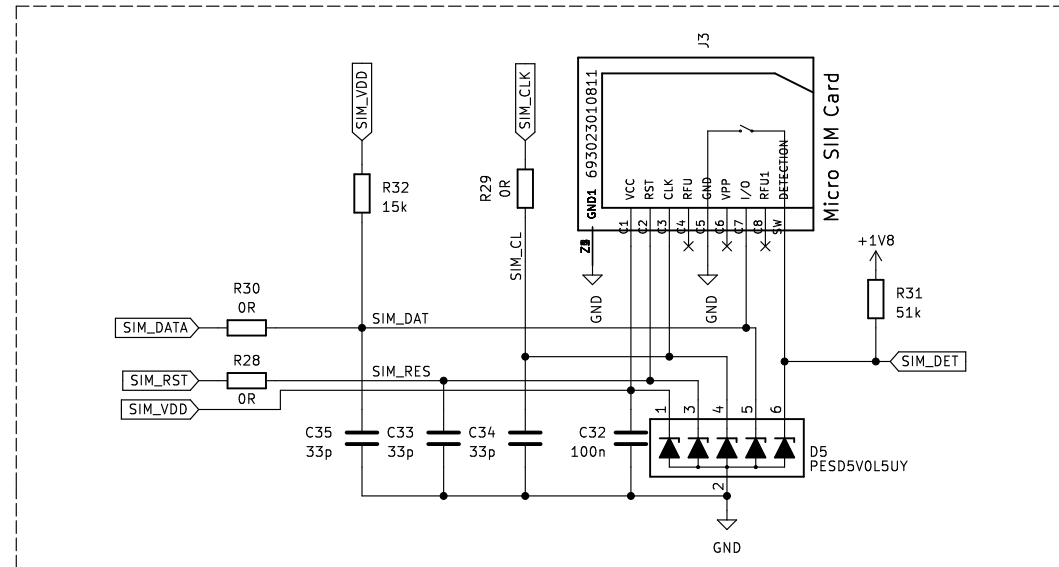 J3
SIM_VDD
SIM_CLK
693023010811
GND1
Micro SIM Card
VCC
RST
CLK
RFU
GND
VPP
I/O
RFU1
DETECTION
C1
C2
C3
C4
C5
C6
C7
C8
SW
R32
15k
R29
0R
SIM_CL
GND
GND
+1V8
R31
51k
R30
0R
SIM_DATA
SIM_DAT
SIM_DET
R28
0R
SIM_RST
SIM_RES
SIM_VDD
1
3
4
5
6
C35
33p
C33
33p
C34
33p
C32
100n
D5
PESD5V0L5UY
2
GND